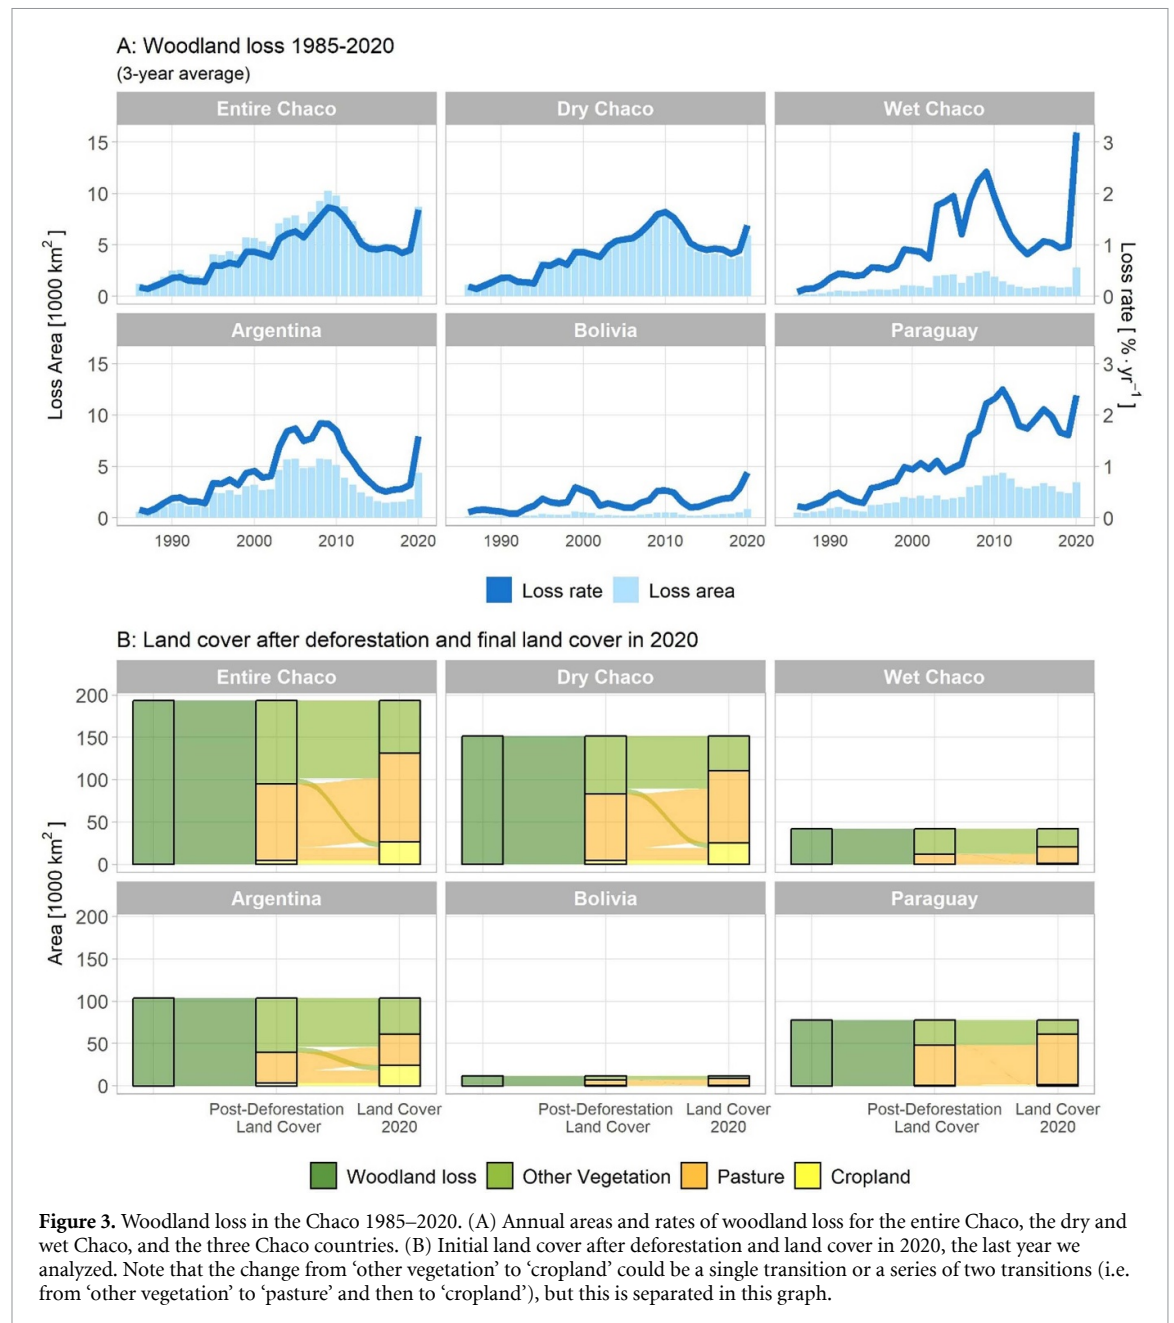 A: Woodland loss 1985-2020
(3-year average)
Entire Chaco
Dry Chaco
Wet Chaco
15
10
5
0
3
2
1
0
Loss Area [1000 km²]
Loss rate [ % · yr⁻¹ ]
Argentina
Bolivia
Paraguay
15
10
5
0
3
2
1
0
1990 2000 2010 2020
1990 2000 2010 2020
1990 2000 2010 2020
Loss rate
Loss area
B: Land cover after deforestation and final land cover in 2020
Entire Chaco
Dry Chaco
Wet Chaco
200
150
100
50
0
Area [1000 km²]
Argentina
Bolivia
Paraguay
200
150
100
50
0
Post-Deforestation Land Cover Post-Deforestation Land Cover Post-Deforestation Land Cover
Land Cover 2020 Land Cover 2020 Land Cover 2020
Woodland loss
Other Vegetation
Pasture
Cropland
Figure 3. Woodland loss in the Chaco 1985–2020. (A) Annual areas and rates of woodland loss for the entire Chaco, the dry and
wet Chaco, and the three Chaco countries. (B) Initial land cover after deforestation and land cover in 2020, the last year we
analyzed. Note that the change from ‘other vegetation’ to ‘cropland’ could be a single transition or a series of two transitions (i.e.
from ‘other vegetation’ to ‘pasture’ and then to ‘cropland’), but this is separated in this graph.